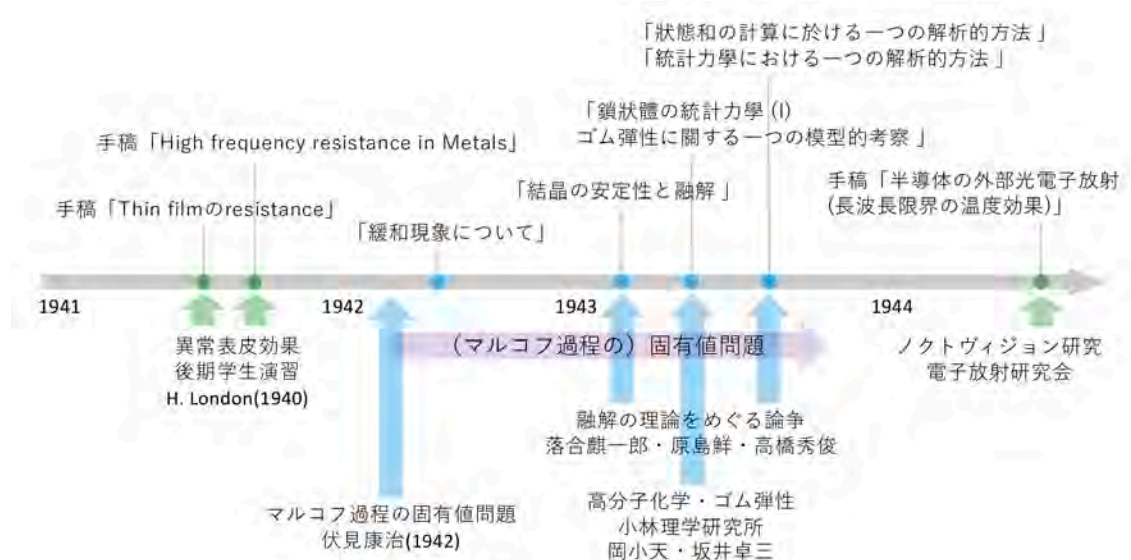 「狀態和の計算に於ける一つの解析的方法 」
「統計力學における一つの解析的方法 」
「鎖狀體の統計力學 (I)
ゴム彈性に関する一つの模型的考察 」
手稿「High frequency resistance in Metals」
手稿「半導体の外部光電子放射
(長波長限界の温度効果)」
「結晶の安定性と融解 」
手稿「Thin filmのresistance」
「緩和現象について」
1941
1942
1943
1944
異常表皮効果
後期学生演習
H. London(1940)
（マルコフ過程の）固有値問題
ノクトヴィジョン研究
電子放射研究会
融解の理論をめぐる論争
落合麒一郎・原島鮮・高橋秀俊
マルコフ過程の固有値問題
伏見康治(1942)
高分子化学・ゴム弾性
小林理学研究所
岡小天・坂井卓三